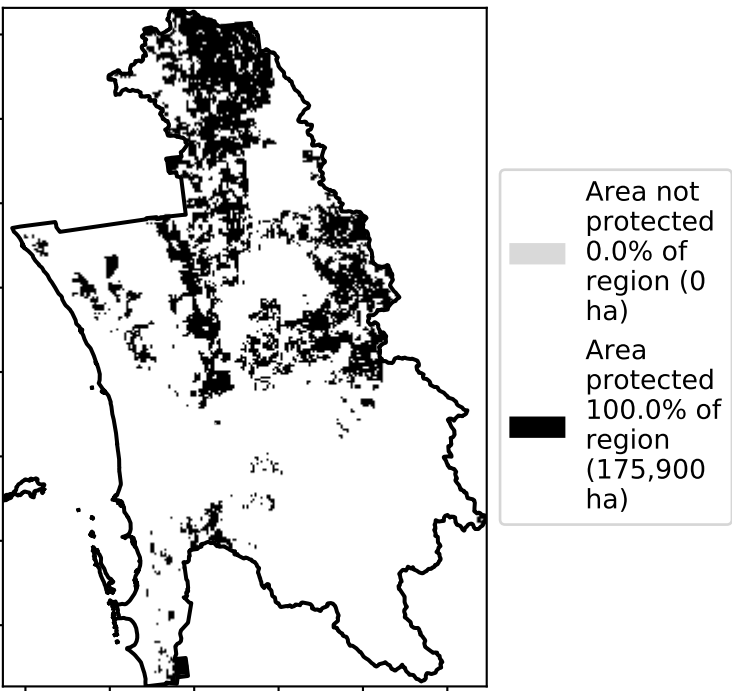 Area not
protected
0.0% of
region (0
ha)
Area
protected
100.0% of
region
(175,900
ha)